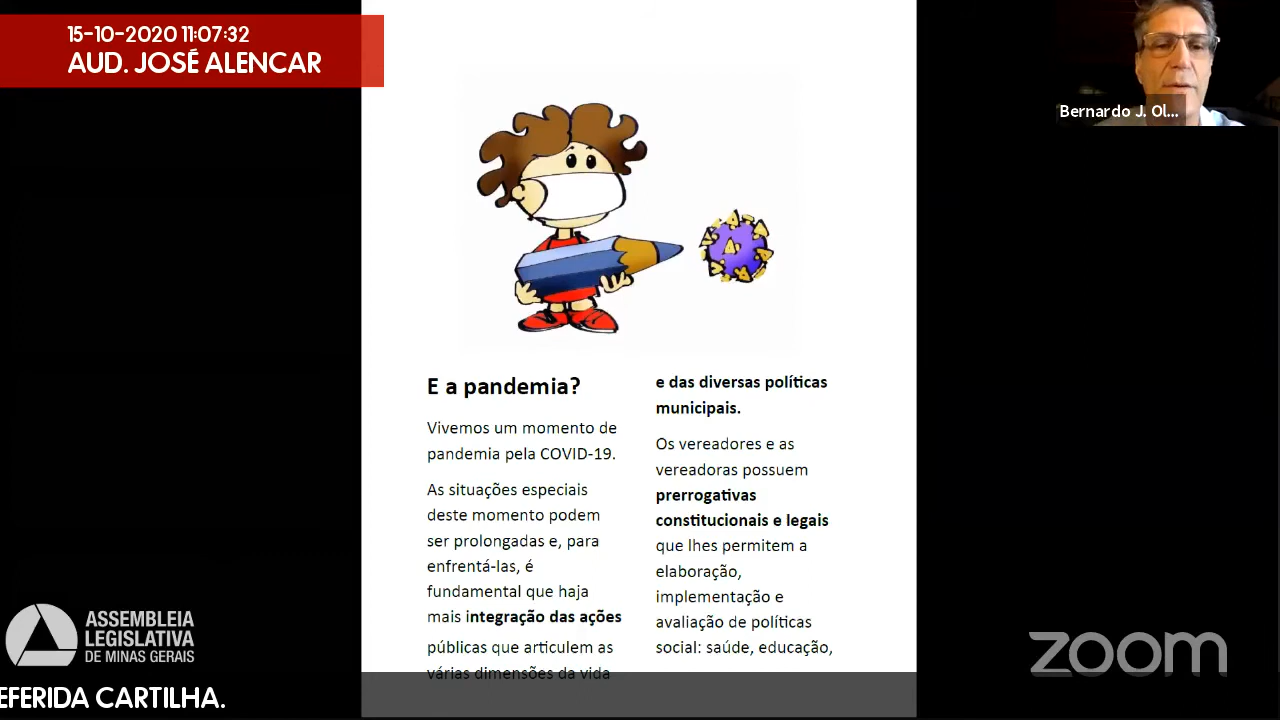 15-10-2020 11:07:32
AUD. JOSÉ ALENCAR
Bernardo J. Ol...
E a pandemia?
Vivemos um momento de
pandemia pela COVID-19.
As situações especiais
deste momento podem
ser prolongadas e, para
enfrentá-las, é
fundamental que haja
mais integração das ações
públicas que articulem as
várias dimensões da vida
e das diversas políticas
municipais.
Os vereadores e as
vereadoras possuem
prerrogativas
constitucionais e legais
que lhes permitem a
elaboração,
implementação e
avaliação de políticas
social: saúde, educação,
ASSEMBLEIA
LEGISLATIVA
DE MINAS GERAIS
zoom
EFERIDA CARTILHA.